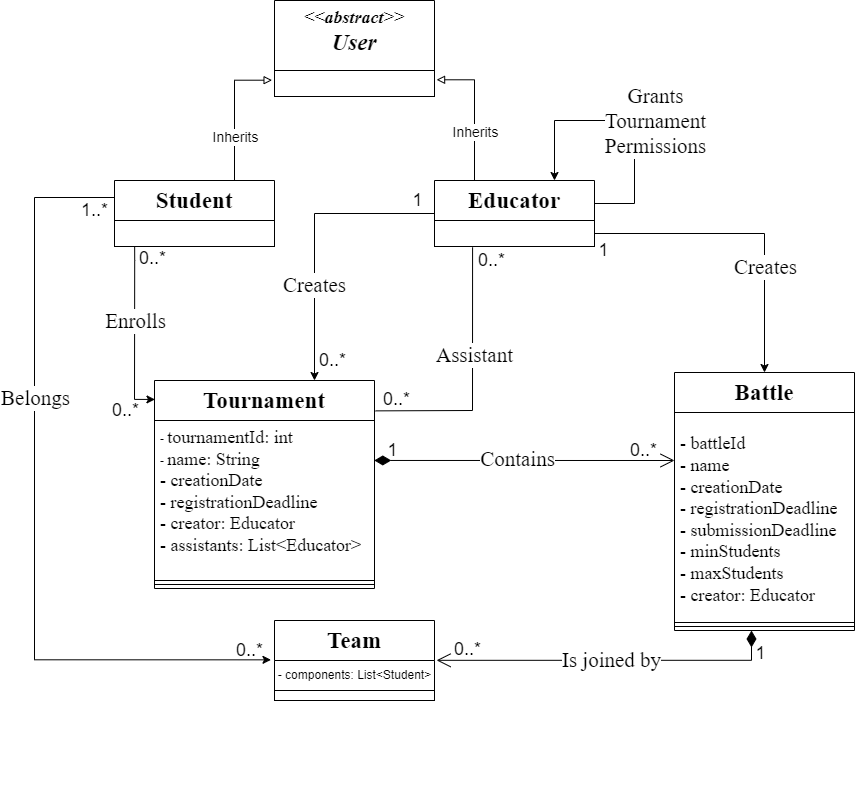 <<abstract>>
User
Grants
Tournament
Permissions
Inherits
Inherits
Student
Educator
1..*
1
0..*
0..*
1
Creates
Creates
Enrolls
Assistant
0..*
0..*
0..*
Belongs
Tournament
- tournamentId: int
- name: String
- creationDate
- registrationDeadline
- creator: Educator
- assistants: List<Educator>
1
Contains
0..*
Battle
- battleId
- name
- creationDate
- registrationDeadline
- submissionDeadline
- minStudents
- maxStudents
- creator: Educator
Team
- components: List<Student>
0..*
0..*
Is joined by
1